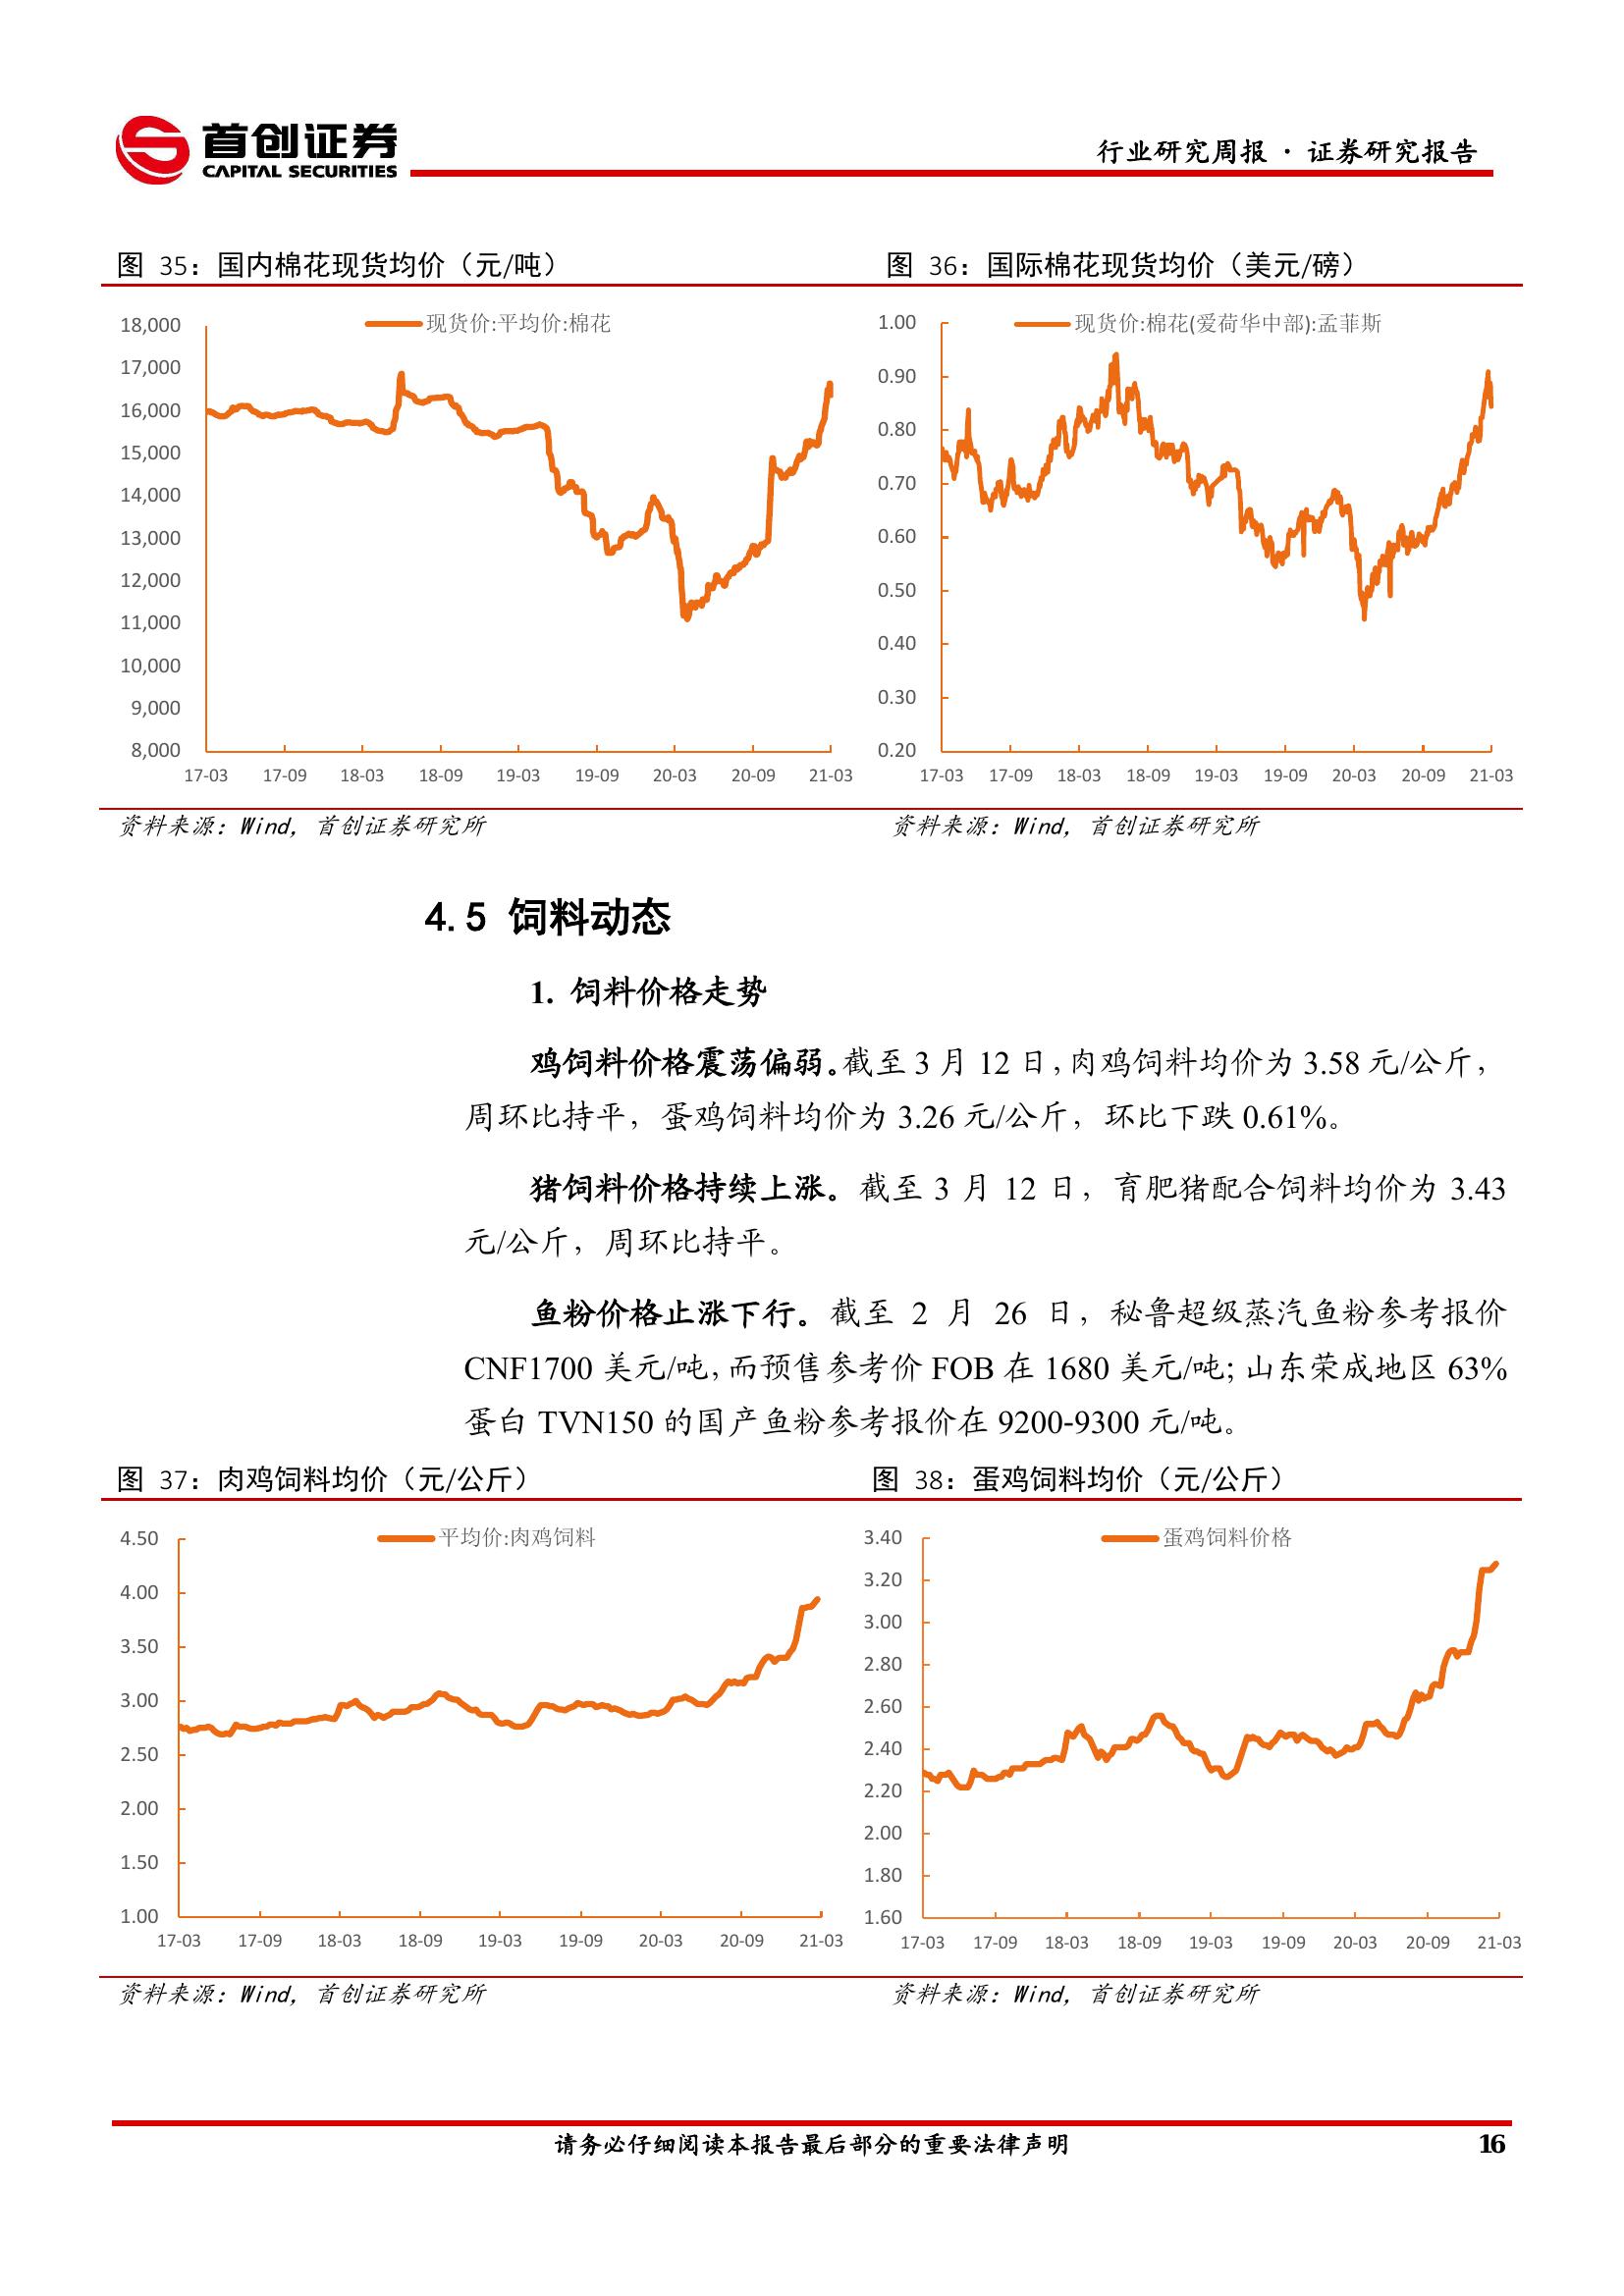 首创证券
CAPITAL SECURITIES
行业研究周报 · 证券研究报告
图 35：国内棉花现货均价（元/吨）
图 36：国际棉花现货均价（美元/磅）
现货价:平均价:棉花
18,000
17,000
16,000
15,000
14,000
13,000
12,000
11,000
10,000
9,000
8,000
17-03 17-09 18-03 18-09 19-03 19-09 20-03 20-09 21-03
现货价:棉花(爱荷华中部):孟菲斯
1.00
0.90
0.80
0.70
0.60
0.50
0.40
0.30
0.20
17-03 17-09 18-03 18-09 19-03 19-09 20-03 20-09 21-03
资料来源：Wind，首创证券研究所
资料来源：Wind，首创证券研究所
4.5 饲料动态
1. 饲料价格走势
鸡饲料价格震荡偏弱。截至 3 月 12 日，肉鸡饲料均价为 3.58 元/公斤，
周环比持平，蛋鸡饲料均价为 3.26 元/公斤，环比下跌 0.61%。
猪饲料价格持续上涨。截至 3 月 12 日，育肥猪配合饲料均价为 3.43
元/公斤，周环比持平。
鱼粉价格止涨下行。截至 2 月 26 日，秘鲁超级蒸汽鱼粉参考报价
CNF1700 美元/吨，而预售参考价 FOB 在 1680 美元/吨；山东荣成地区 63%
蛋白 TVN150 的国产鱼粉参考报价在 9200-9300 元/吨。
图 37：肉鸡饲料均价（元/公斤）
图 38：蛋鸡饲料均价（元/公斤）
平均价:肉鸡饲料
4.50
4.00
3.50
3.00
2.50
2.00
1.50
1.00
17-03 17-09 18-03 18-09 19-03 19-09 20-03 20-09 21-03
蛋鸡饲料价格
3.40
3.20
3.00
2.80
2.60
2.40
2.20
2.00
1.80
1.60
17-03 17-09 18-03 18-09 19-03 19-09 20-03 20-09 21-03
资料来源：Wind，首创证券研究所
资料来源：Wind，首创证券研究所
请务必仔细阅读本报告最后部分的重要法律声明
16